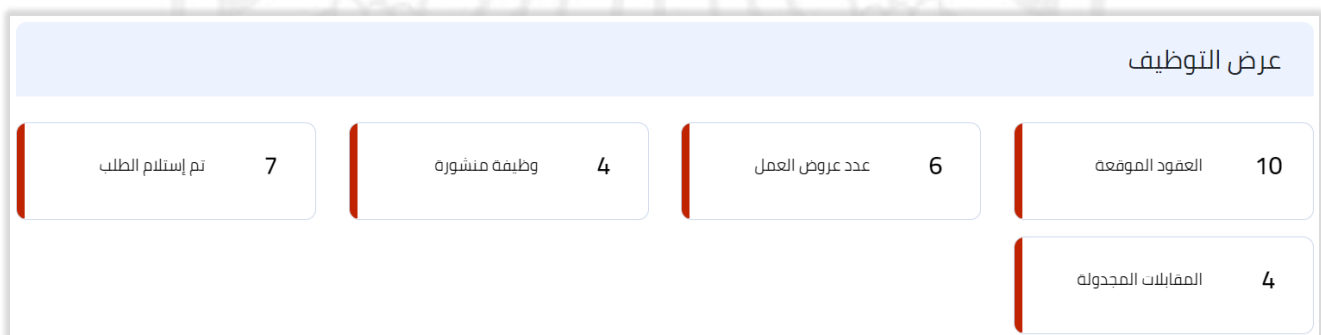 عرض التوظيف
10 العقود الموقعة
6 عدد عروض العمل
4 وظيفة منشورة
7 تم إستلام الطلب
4 المقابلات المجدولة